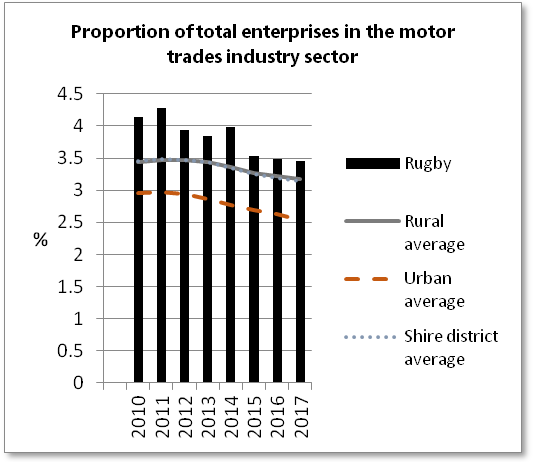 Proportion of total enterprises in the motor
trades industry sector
4.5
4
3.5
3
2.5
2
1.5
1
0.5
0
%
2010
2011
2012
2013
2014
2015
2016
2017
Rugby
Rural
average
Urban
average
Shire district
average